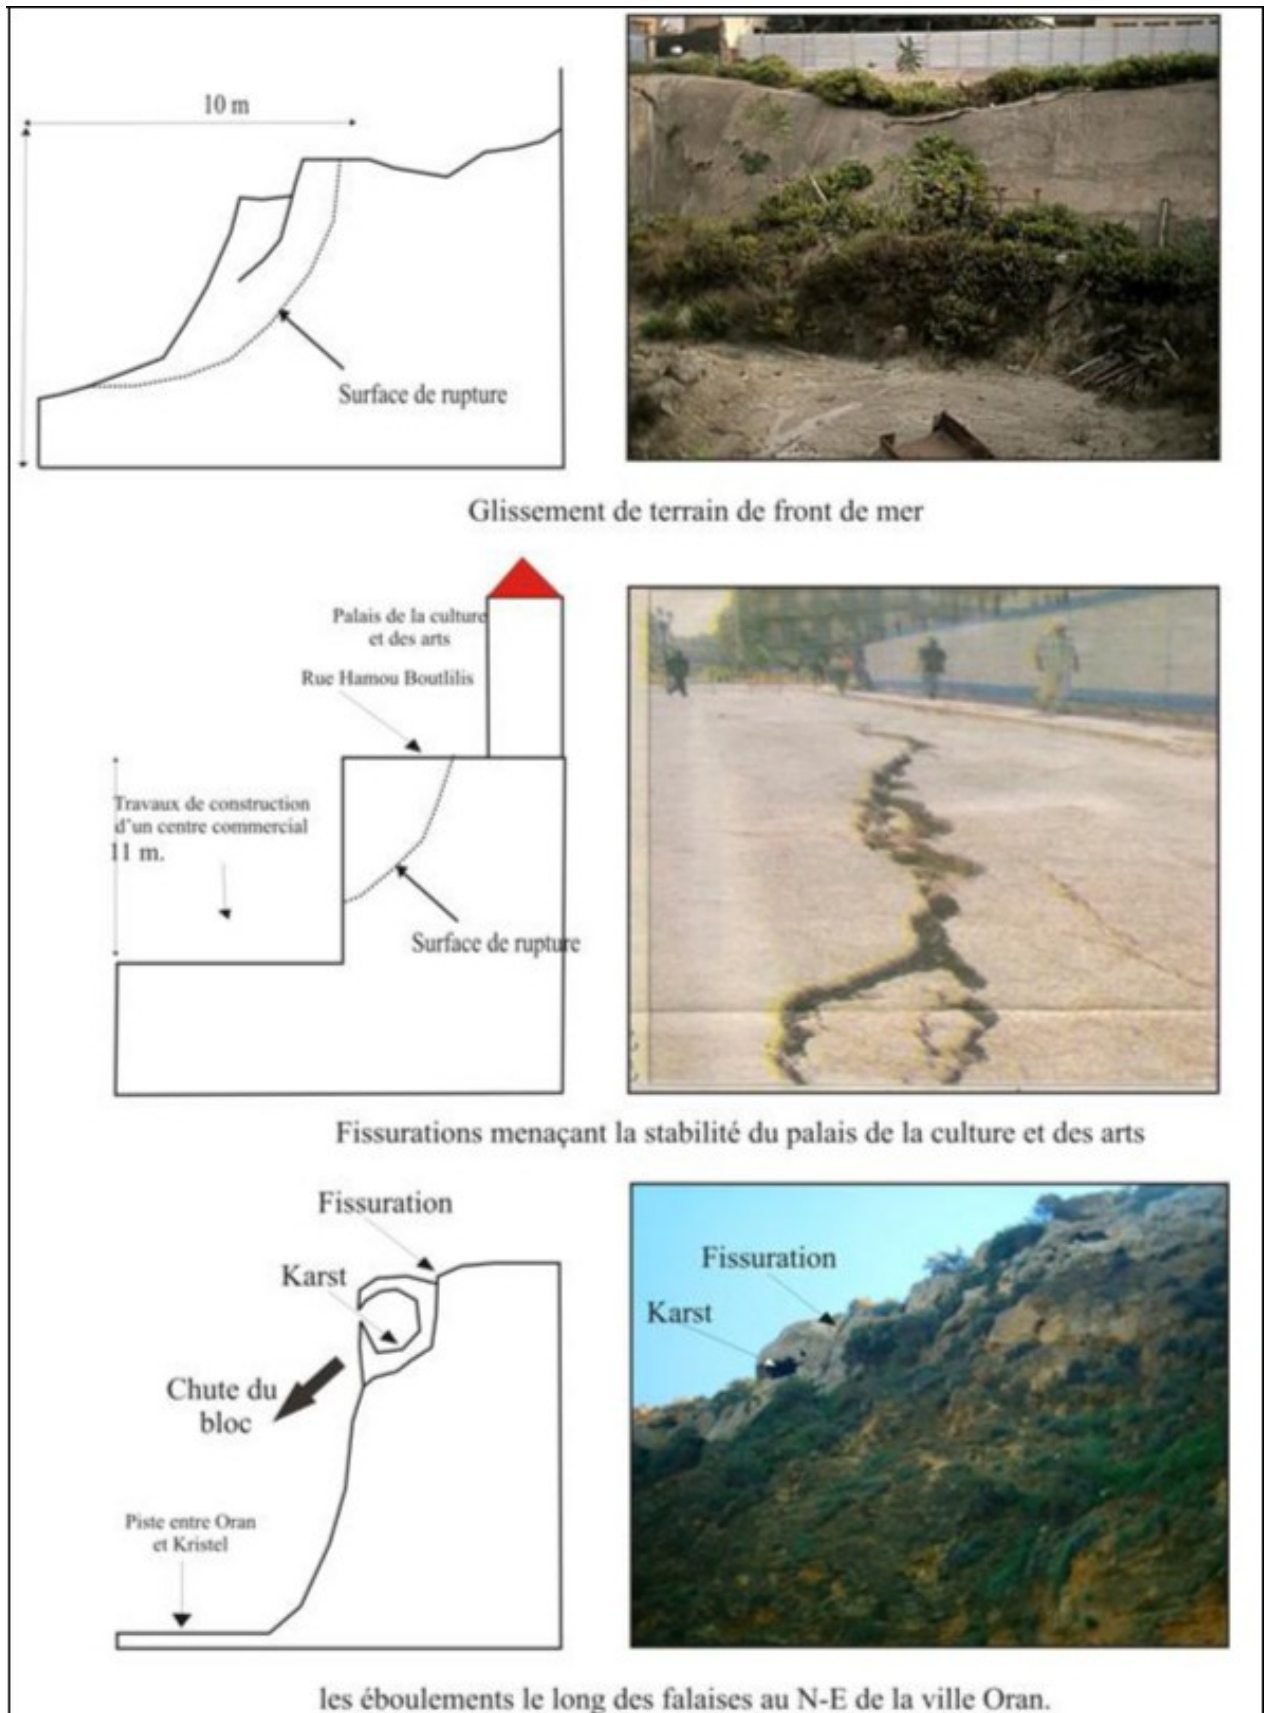 10 m
Surface de rupture
Glissement de terrain de front de mer
Palais de la culture
et des arts
Rue Hamou Boutlilis
Travaux de construction
d'un centre commercial
11 m.
Surface de rupture
Fissurations menaçant la stabilité du palais de la culture et des arts
Fissuration
Karst
Chute du
bloc
Piste entre Oran
et Kristel
Fissuration
Karst
les éboulements le long des falaises au N-E de la ville Oran.